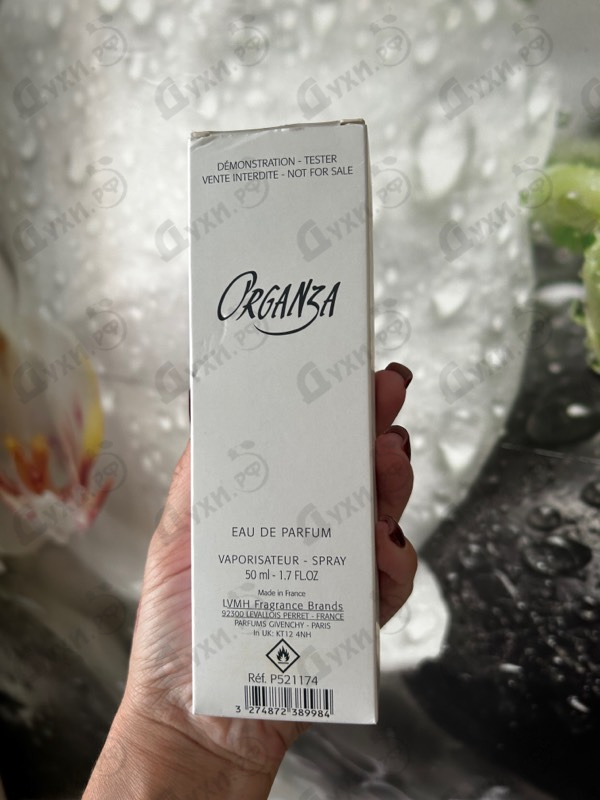 DÉMONSTRATION - TESTER
VENTE INTERDITE - NOT FOR SALE
ORGANZA
EAU DE PARFUM
VAPORISATEUR - SPRAY
50 ml - 1.7 FL.OZ
Made in France
LVMH Fragrance Brands
92300 LEVALLOIS PERRET - FRANCE
PARFUMS GIVENCHY - PARIS
In UK: KT12 4NH
Réf. P521174
3 274872 389984
Духи.рф